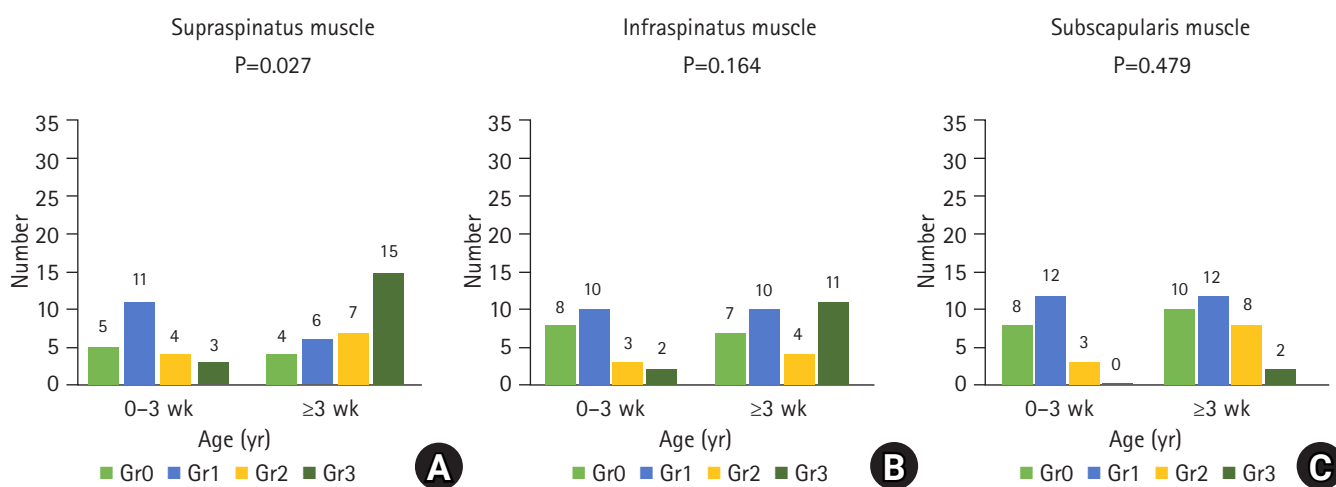 Supraspinatus muscle
P=0.027
35
30
25
20
15
10
5
0
Number
5
11
4
3
4
6
7
15
0–3 wk
≥3 wk
Age (yr)
Gr0 Gr1 Gr2 Gr3
A
Infraspinatus muscle
P=0.164
35
30
25
20
15
10
5
0
Number
8
10
3
2
7
10
4
11
0–3 wk
≥3 wk
Age (yr)
Gr0 Gr1 Gr2 Gr3
B
Subscapularis muscle
P=0.479
35
30
25
20
15
10
5
0
Number
8
12
3
0
10
12
8
2
0–3 wk
≥3 wk
Age (yr)
Gr0 Gr1 Gr2 Gr3
C